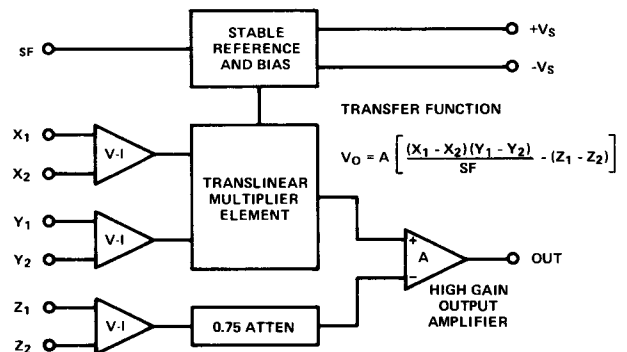 STABLE
REFERENCE
AND BIAS
SF
+VS
-VS
TRANSFER FUNCTION
VO = A [ (X1 - X2) (Y1 - Y2) / SF - (Z1 - Z2) ]
X1
X2
V-I
TRANSLINEAR
MULTIPLIER
ELEMENT
Y1
Y2
V-I
+
A
-
OUT
HIGH GAIN
OUTPUT
AMPLIFIER
Z1
Z2
V-I
0.75 ATTEN